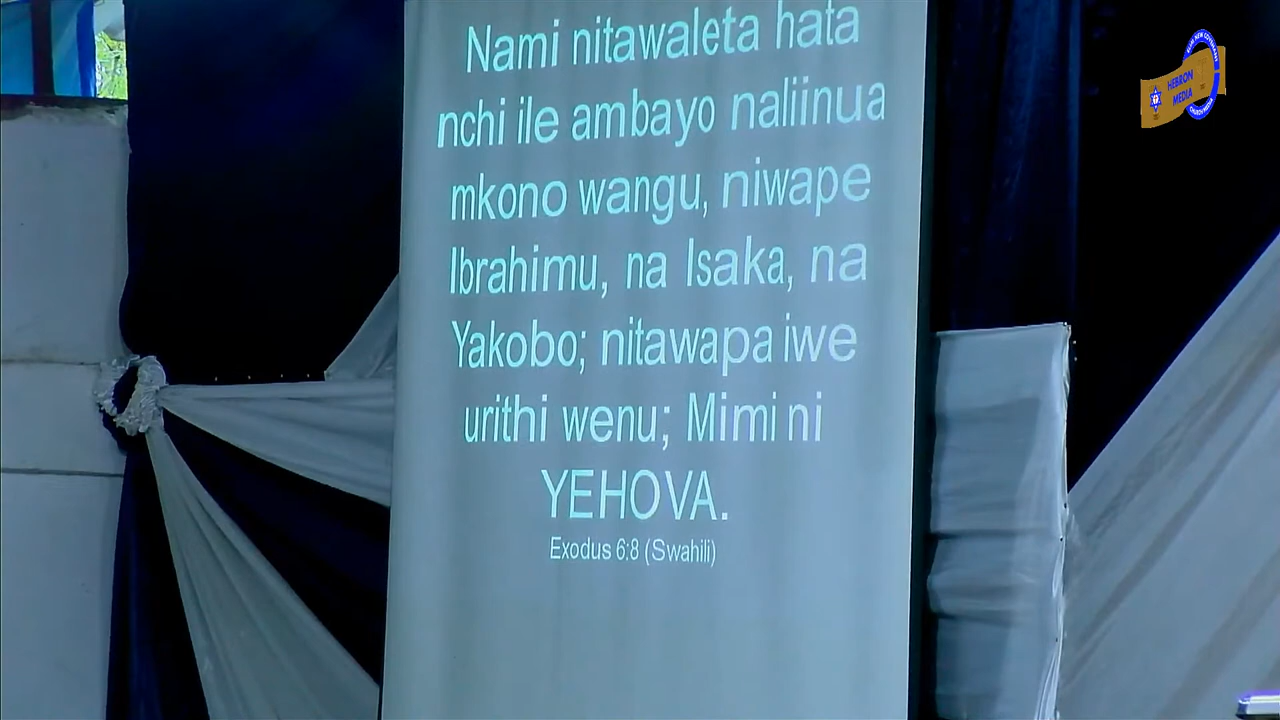 Nami nitawaleta hata
nchi ile ambayo naliinua
mkono wangu, niwape
Ibrahimu, na Isaka, na
Yakobo; nitawapa iwe
urithi wenu; Mimi ni
YEHOVA.
Exodus 6:8 (Swahili)
HEBRON
MEDIA